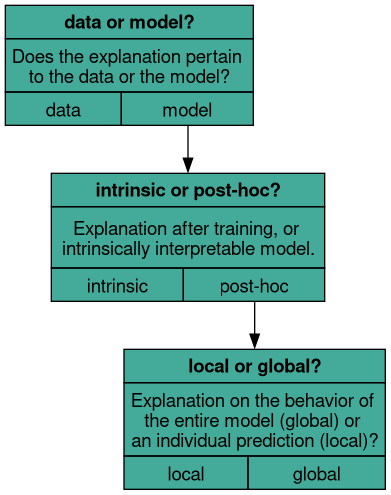 data or model?
Does the explanation pertain
to the data or the model?
data model
intrinsic or post-hoc?
Explanation after training, or
intrinsically interpretable model.
intrinsic post-hoc
local or global?
Explanation on the behavior of
the entire model (global) or
an individual prediction (local)?
local global